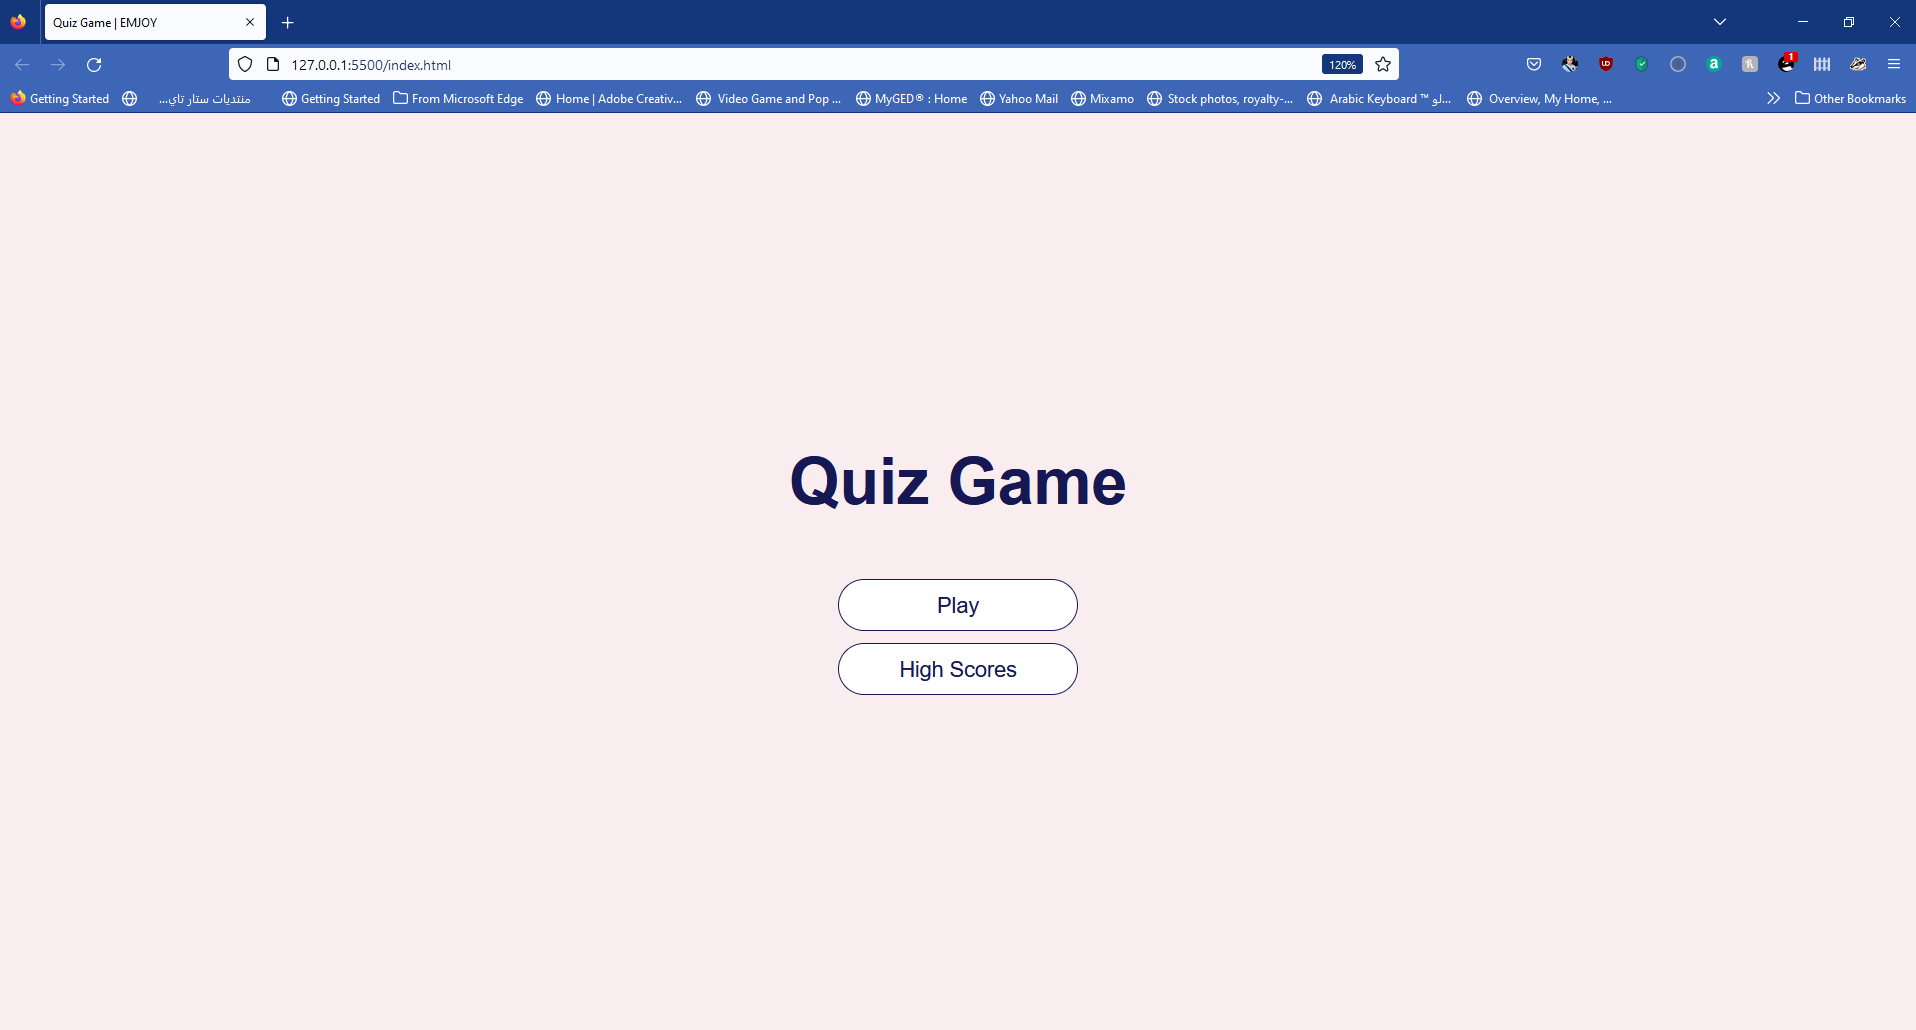 Quiz Game | EMJOY
127.0.0.1:5500/index.html
120%
1
Getting Started
منتديات ستار تاي...
Getting Started
From Microsoft Edge
Home | Adobe Creativ...
Video Game and Pop ...
MyGED® : Home
Yahoo Mail
Mixamo
Stock photos, royalty-...
Arabic Keyboard ™ لو...
Overview, My Home, ...
Other Bookmarks
Quiz Game
Play
High Scores